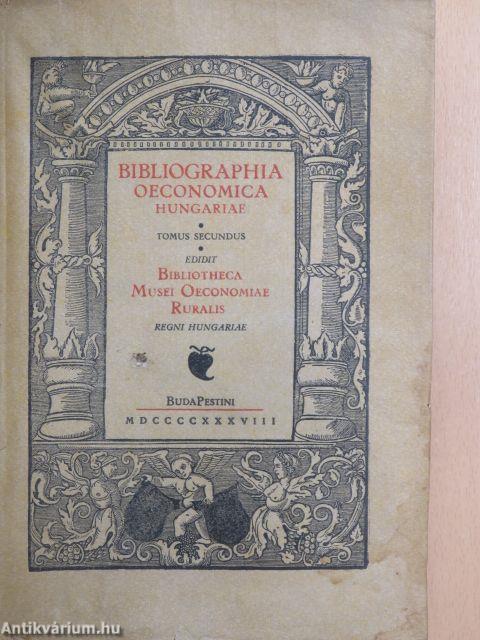 BIBLIOGRAPHIA
OECONOMICA
HUNGARIAE
TOMUS SECUNDUS
EDIDIT
BIBLIOTHECA
MUSEI OECONOMIAE
RURALIS
REGNI HUNGARIAE
BUDAPESTINI
MDCCCCXXXVIII
Antikvárium.hu